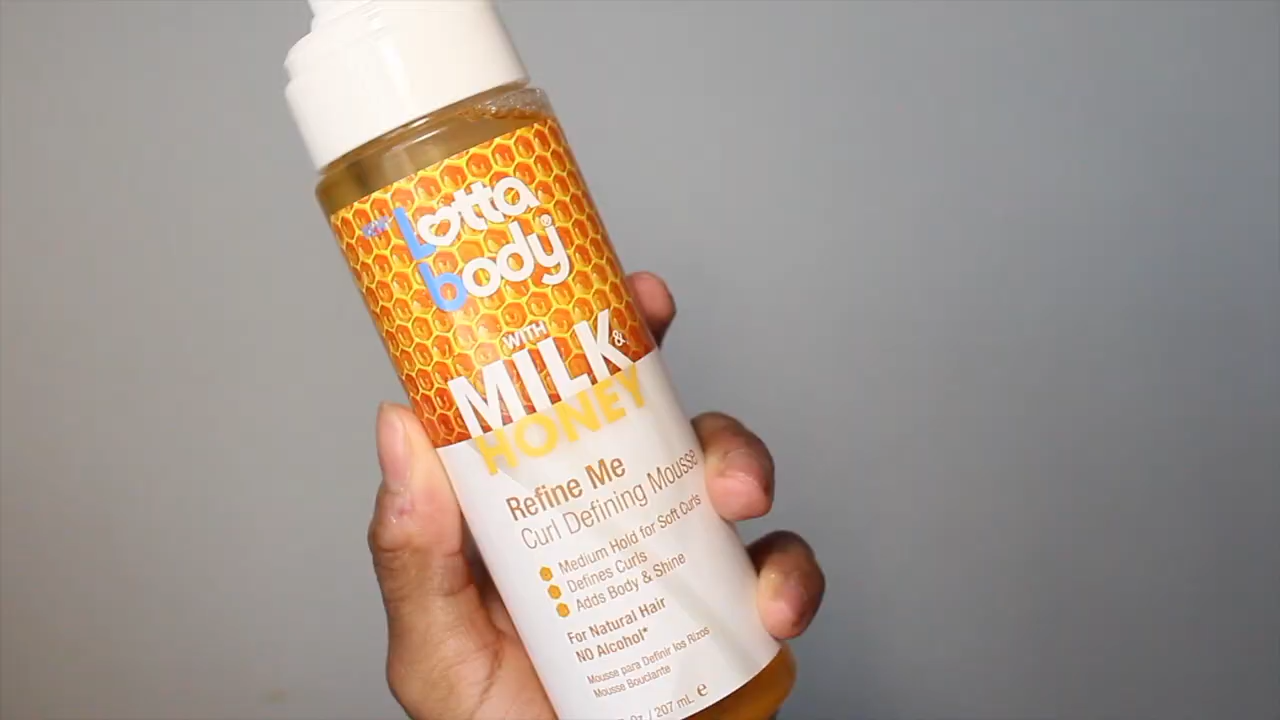 Lotta
body®
WITH
MILK &
HONEY
Refine Me
Curl Defining Mousse
Medium Hold for Soft Curls
Defines Curls
Adds Body & Shine
For Natural Hair
NO Alcohol*
Mousse para Definir los Rizos
Mousse Bouclante
Oz. / 207 mL e